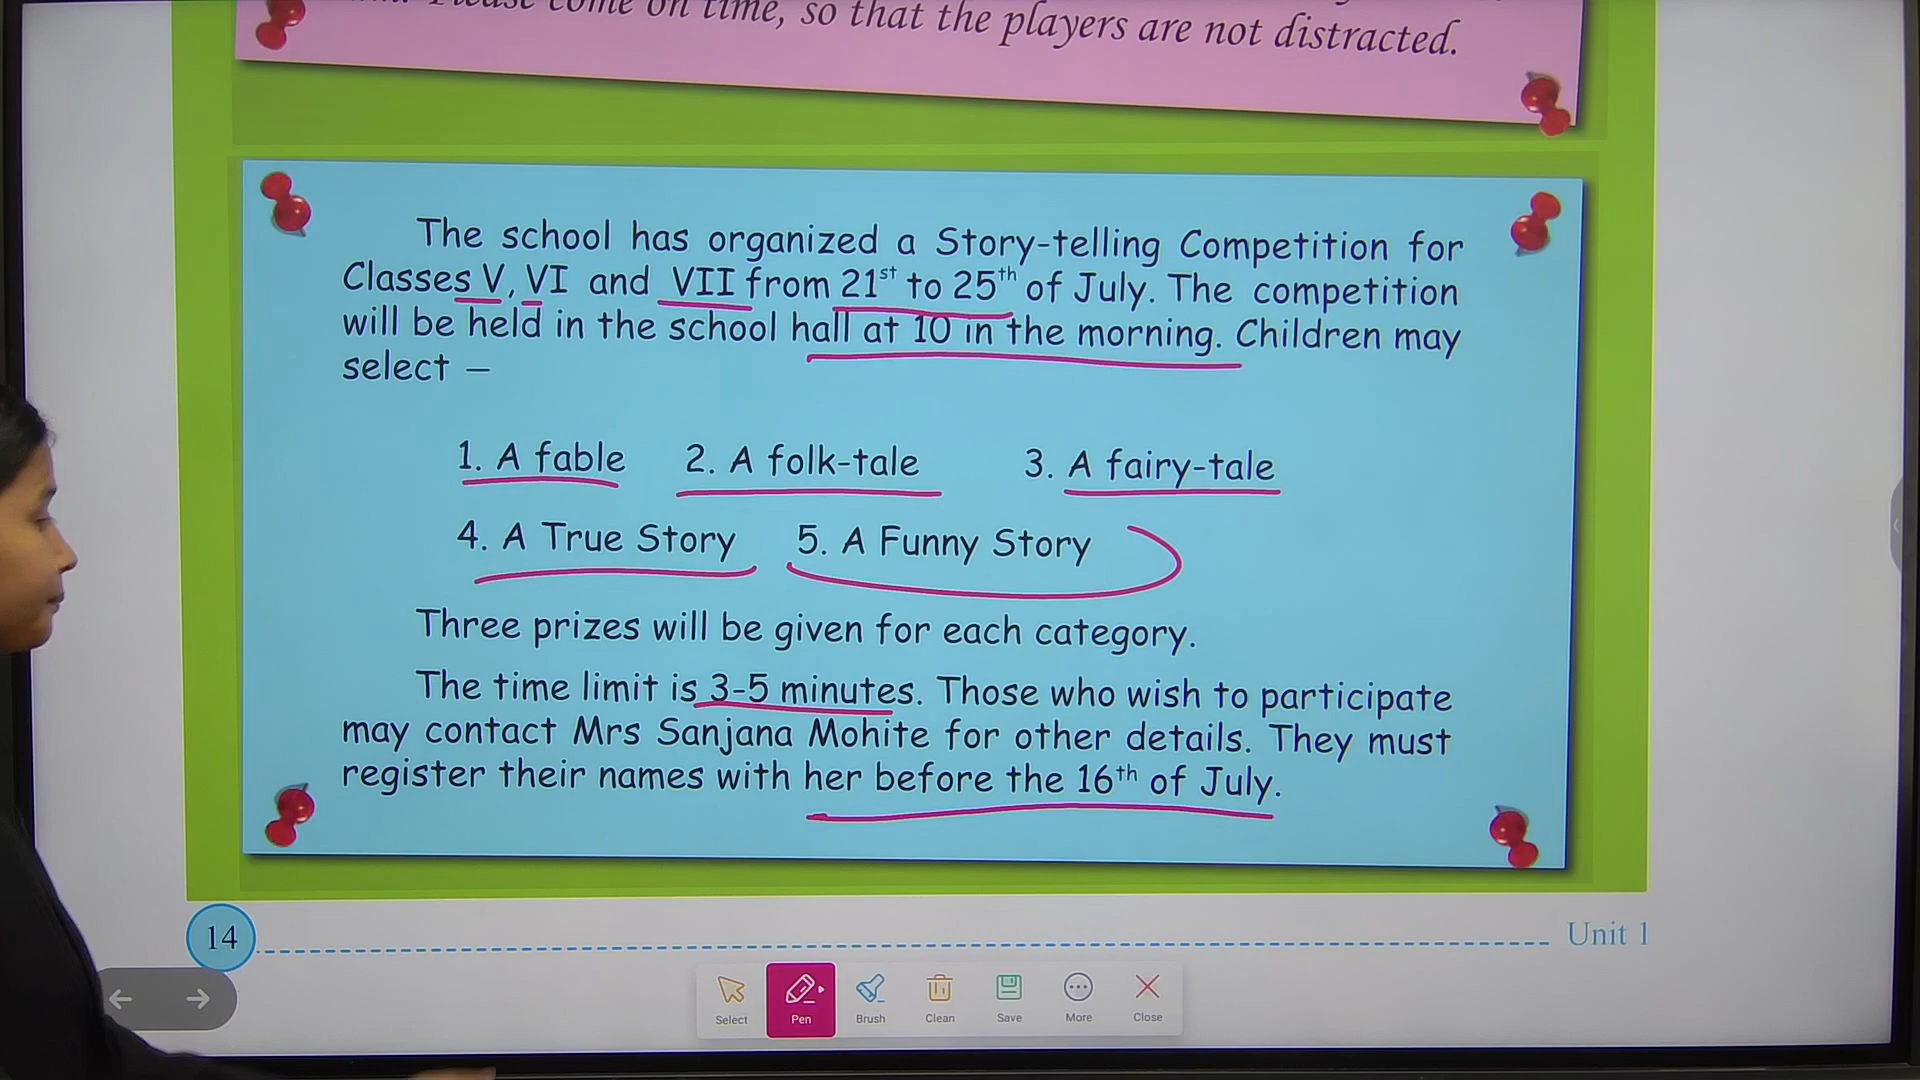 Please come on time, so that the players are not distracted.
The school has organized a Story-telling Competition for
Classes V, VI and VII from 21st to 25th of July. The competition
will be held in the school hall at 10 in the morning. Children may
select –
1. A fable 2. A folk-tale 3. A fairy-tale
4. A True Story 5. A Funny Story
Three prizes will be given for each category.
The time limit is 3-5 minutes. Those who wish to participate
may contact Mrs Sanjana Mohite for other details. They must
register their names with her before the 16th of July.
14 Unit 1
Select Pen Brush Clean Save More Close